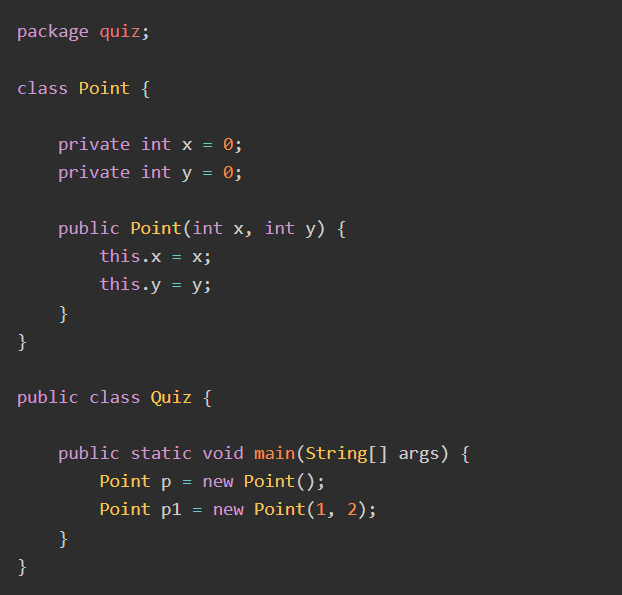 package quiz;
class Point {
    private int x = 0;
    private int y = 0;
    public Point(int x, int y) {
        this.x = x;
        this.y = y;
    }
}
public class Quiz {
    public static void main(String[] args) {
        Point p = new Point();
        Point p1 = new Point(1, 2);
    }
}